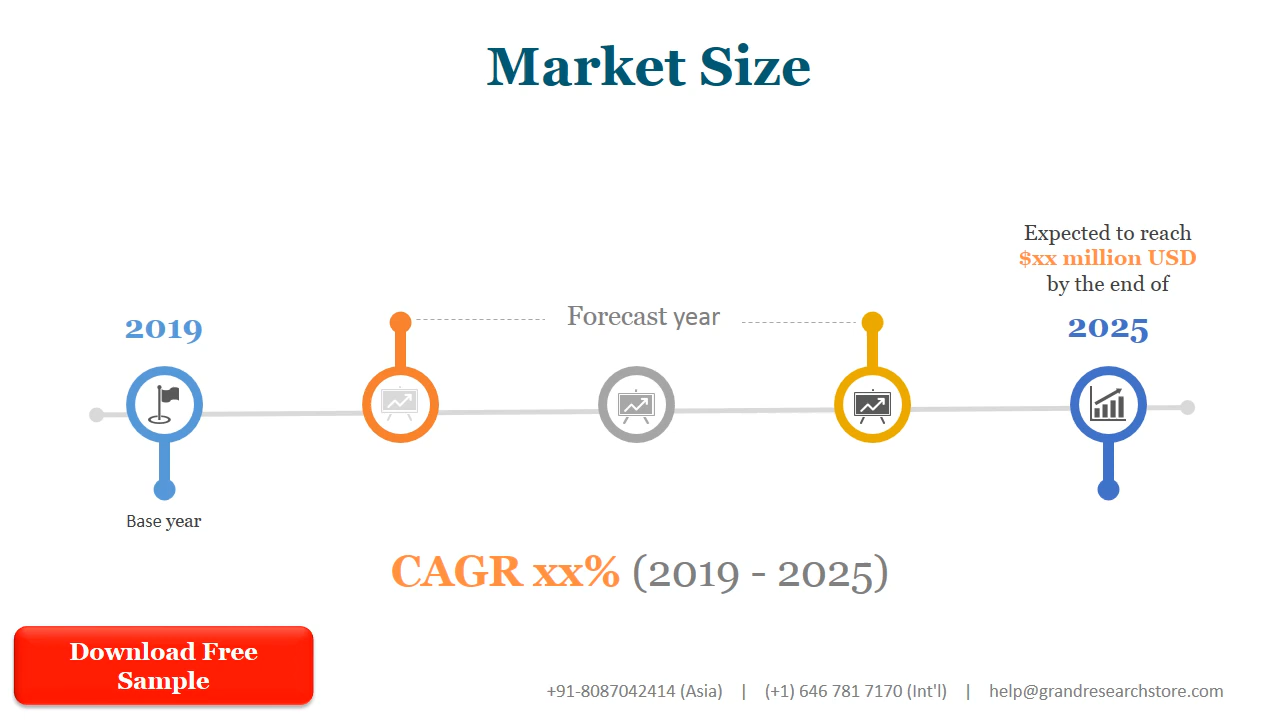 Market Size
Expected to reach
$xx million USD
by the end of
2025
2019
Forecast year
Base year
CAGR xx% (2019 - 2025)
Download Free
Sample
+91-8087042414 (Asia) | (+1) 646 781 7170 (Int'l) | help@grandresearchstore.com